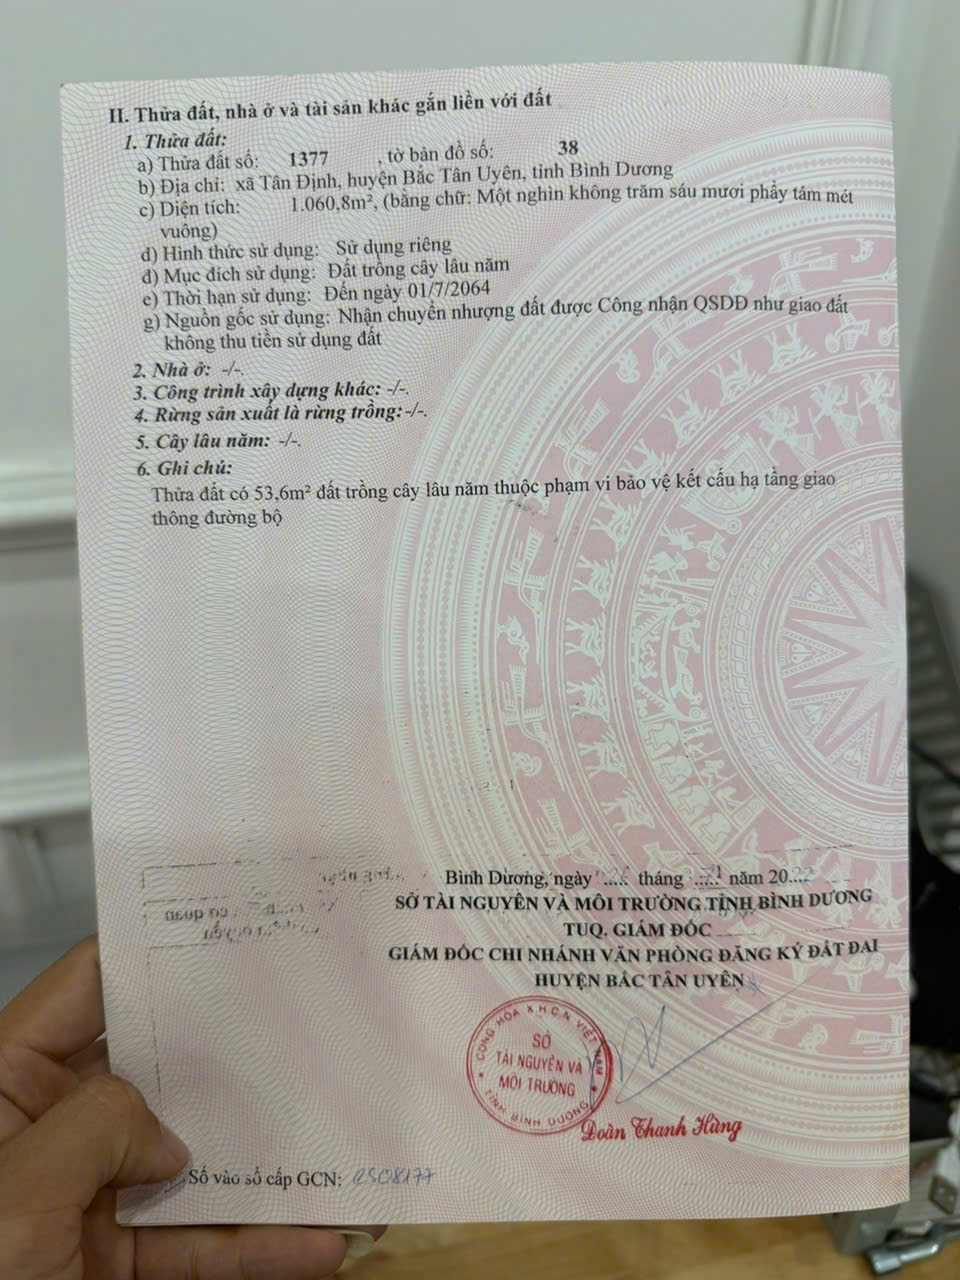 II. Thửa đất, nhà ở và tài sản khác gắn liền với đất
1. Thửa đất:
a) Thửa đất số: 1377 , tờ bản đồ số: 38
b) Địa chỉ: xã Tân Định, huyện Bắc Tân Uyên, tỉnh Bình Dương
c) Diện tích: 1.060,8m², (bằng chữ: Một nghìn không trăm sáu mươi phẩy tám mét
vuông)
d) Hình thức sử dụng: Sử dụng riêng
đ) Mục đích sử dụng: Đất trồng cây lâu năm
e) Thời hạn sử dụng: Đến ngày 01/7/2064
g) Nguồn gốc sử dụng: Nhận chuyển nhượng đất được Công nhận QSDĐ như giao đất
không thu tiền sử dụng đất
2. Nhà ở: -/-.
3. Công trình xây dựng khác: -/-.
4. Rừng sản xuất là rừng trồng: -/-.
5. Cây lâu năm: -/-.
6. Ghi chú:
Thửa đất có 53,6m² đất trồng cây lâu năm thuộc phạm vi bảo vệ kết cấu hạ tầng giao
thông đường bộ
Bình Dương, ngày tháng năm 20
SỞ TÀI NGUYÊN VÀ MÔI TRƯỜNG TỈNH BÌNH DƯƠNG
TUQ. GIÁM ĐỐC
GIÁM ĐỐC CHI NHÁNH VĂN PHÒNG ĐĂNG KÝ ĐẤT ĐAI
HUYỆN BẮC TÂN UYÊN
CỘNG HÒA X.H.C.N VIỆT NAM
SỞ
TÀI NGUYÊN VÀ
MÔI TRƯỜNG
TỈNH BÌNH DƯƠNG
Đoàn Thanh Hùng
Số vào sổ cấp GCN: